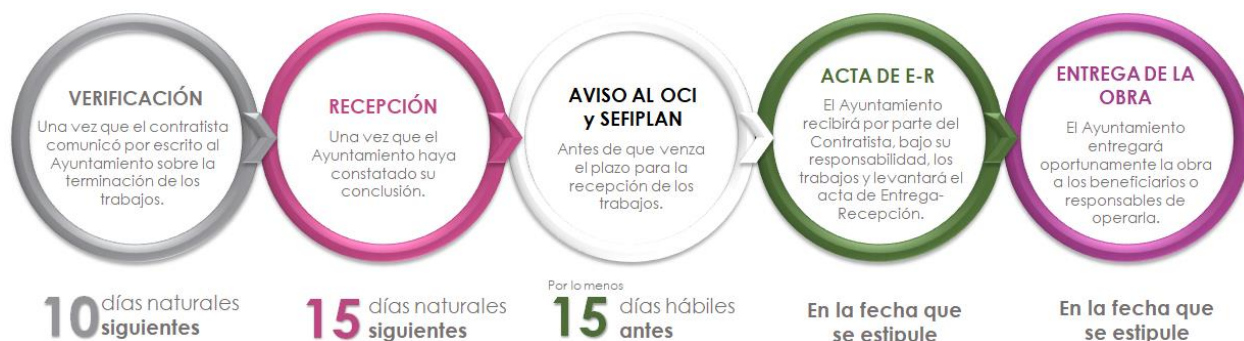 VERIFICACIÓN
Una vez que el contratista
comunicó por escrito al
Ayuntamiento sobre la
terminación de los
trabajos.
10 días naturales
siguientes
RECEPCIÓN
Una vez que el
Ayuntamiento haya
constatado su
conclusión.
15 días naturales
siguientes
AVISO AL OCI
y SEFIPLAN
Antes de que venza
el plazo para la
recepción de los
trabajos.
Por lo menos
15 días hábiles
antes
ACTA DE E-R
El Ayuntamiento
recibirá por parte del
Contratista, bajo su
responsabilidad, los
trabajos y levantará el
acta de Entrega-
Recepción.
En la fecha que
se estipule
ENTREGA DE LA
OBRA
El Ayuntamiento
entregará
oportunamente la obra
a los beneficiarios o
responsables de
operarla.
En la fecha que
se estipule